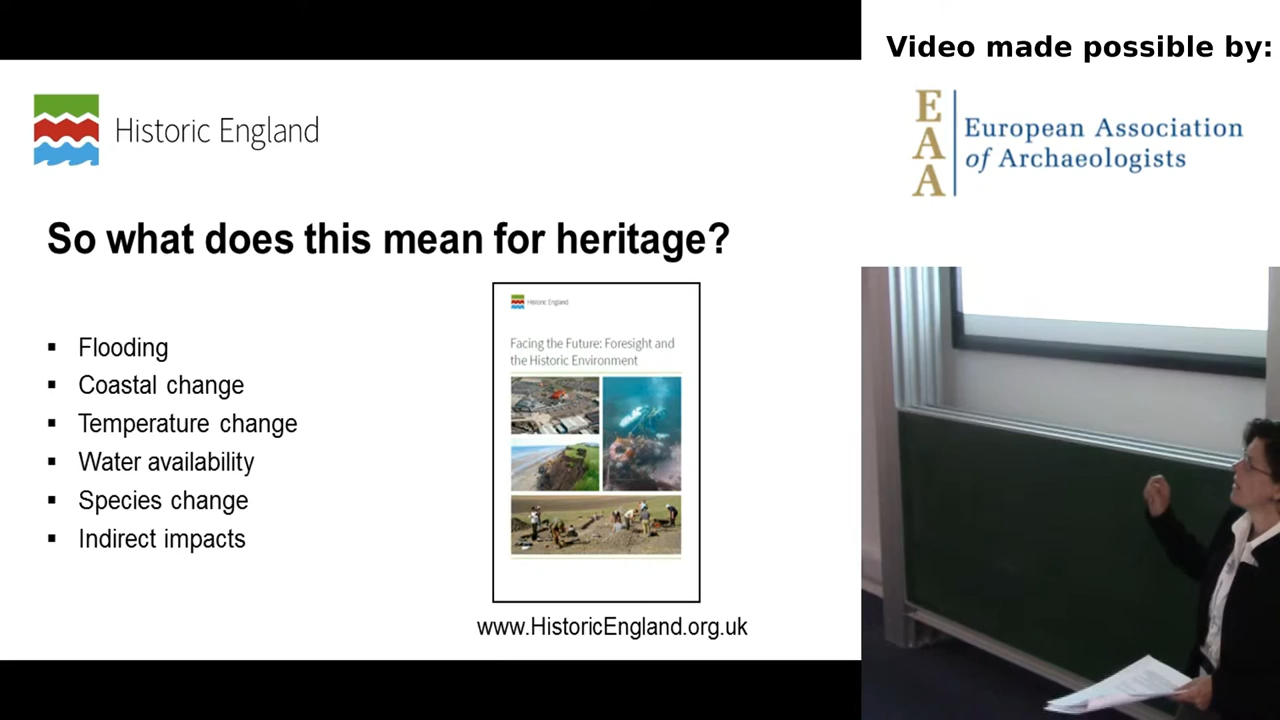 Video made possible by:
E
A
A
European Association
of Archaeologists
Historic England
So what does this mean for heritage?
▪ Flooding
▪ Coastal change
▪ Temperature change
▪ Water availability
▪ Species change
▪ Indirect impacts
Historic England
Facing the Future: Foresight and
the Historic Environment
www.HistoricEngland.org.uk